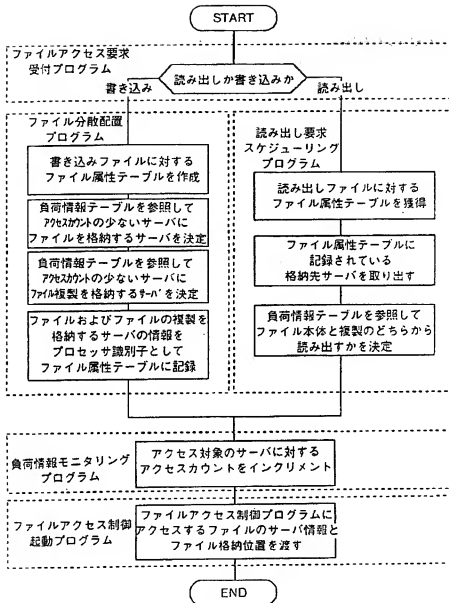 START
ファイルアクセス要求
受付プログラム
読み出しか書き込みか
書き込み
読み出し
ファイル分散配置
プログラム
書き込みファイルに対する
ファイル属性テーブルを作成
負荷情報テーブルを参照して
アクセスカウントの少ないサーバに
ファイルを格納するサーバを決定
負荷情報テーブルを参照して
アクセスカウントの少ないサーバに
ファイル複製を格納するサーバを決定
ファイルおよびファイルの複製を
格納するサーバの情報を
プロセッサ識別子として
ファイル属性テーブルに記録
読み出し要求
スケジューリング
プログラム
読み出しファイルに対する
ファイル属性テーブルを獲得
ファイル属性テーブルに
記録されている
格納先サーバを取り出す
負荷情報テーブルを参照して
ファイル本体と複製のどちらから
読み出すかを決定
負荷情報モニタリング
プログラム
アクセス対象のサーバに対する
アクセスカウントをインクリメント
ファイルアクセス制御
起動プログラム
ファイルアクセス制御プログラムに
アクセスするファイルのサーバ情報と
ファイル格納位置を渡す
END